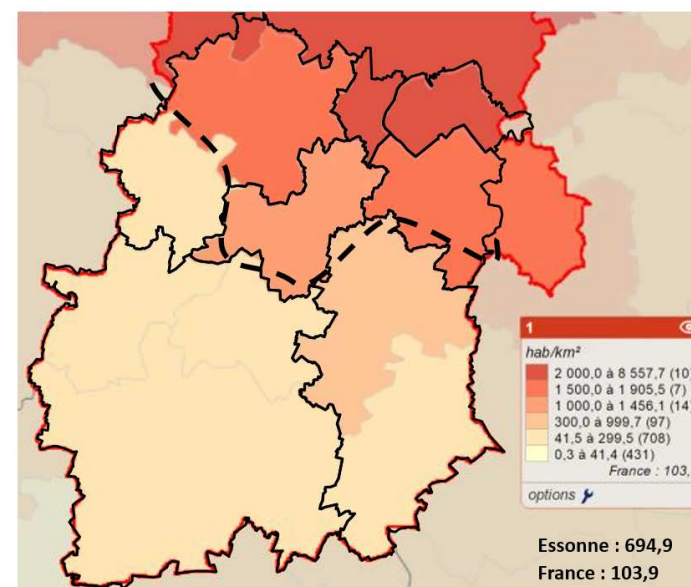 1
hab/km²
2 000,0 à 8 557,7 (10)
1 500,0 à 1 905,5 (7)
1 000,0 à 1 456,1 (14
300,0 à 999,7 (97)
41,5 à 299,5 (708)
0,3 à 41,4 (431)
France : 103,
options
Essonne : 694,9
France : 103,9